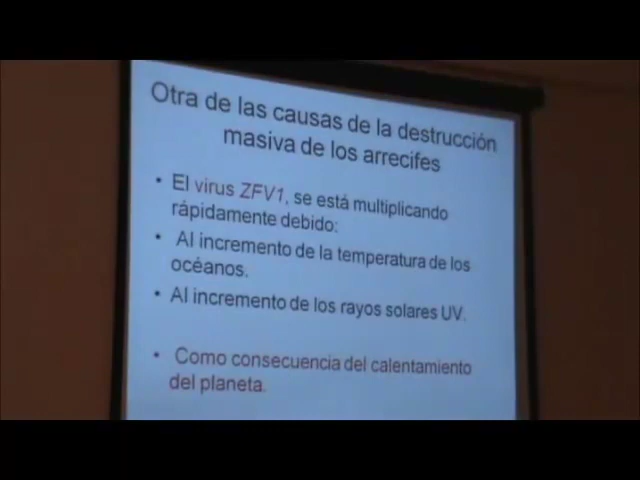 Otra de las causas de la destrucción
masiva de los arrecifes
• El virus ZFV1, se está multiplicando
rápidamente debido:
• Al incremento de la temperatura de los
océanos.
• Al incremento de los rayos solares UV.
• Como consecuencia del calentamiento
del planeta.